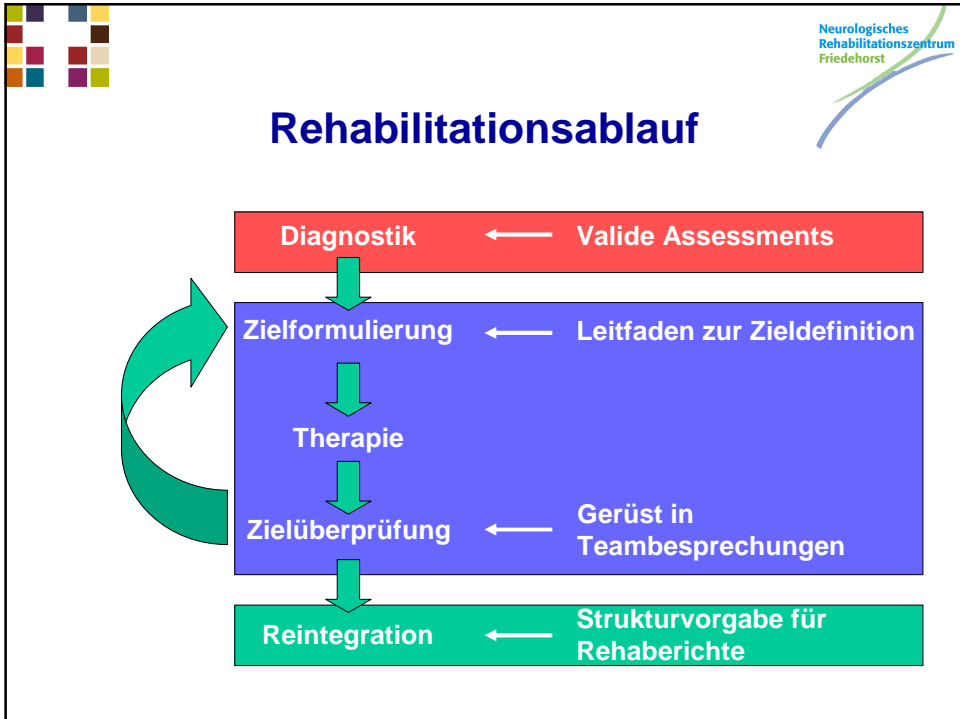 Neurologisches
Rehabilitationszentrum
Friedehorst
Rehabilitationsablauf
Diagnostik
Valide Assessments
Zielformulierung
Leitfaden zur Zieldefinition
Therapie
Zielüberprüfung
Gerüst in
Teambesprechungen
Reintegration
Strukturvorgabe für
Rehaberichte